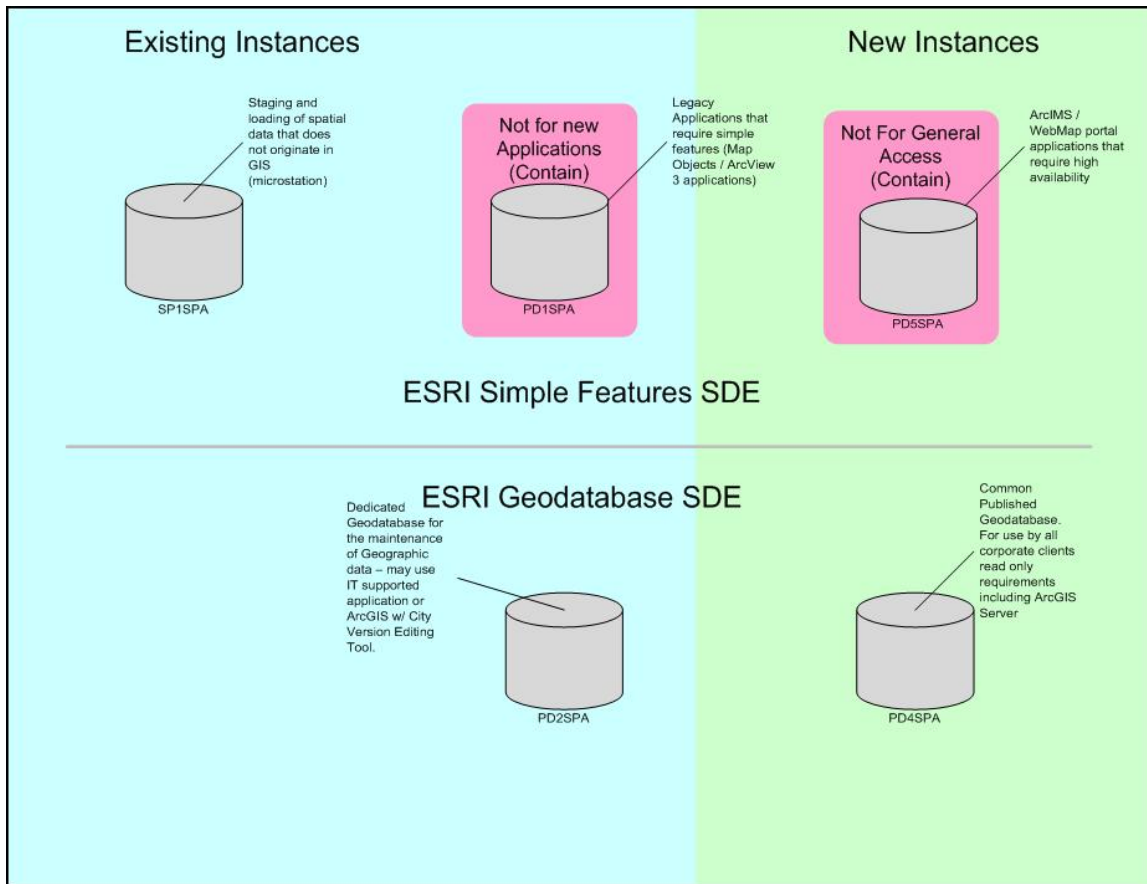 Existing Instances
New Instances
Staging and
loading of spatial
data that does
not originate in
GIS
(microstation)
SP1SPA
Not for new
Applications
(Contain)
PD1SPA
Legacy
Applications that
require simple
features (Map
Objects / ArcView
3 applications)
Not For General
Access
(Contain)
PD5SPA
ArcIMS /
WebMap portal
applications that
require high
availability
ESRI Simple Features SDE
ESRI Geodatabase SDE
Dedicated
Geodatabase for
the maintenance
of Geographic
data – may use
IT supported
application or
ArcGIS w/ City
Version Editing
Tool.
PD2SPA
Common
Published
Geodatabase.
For use by all
corporate clients
read only
requirements
including ArcGIS
Server
PD4SPA